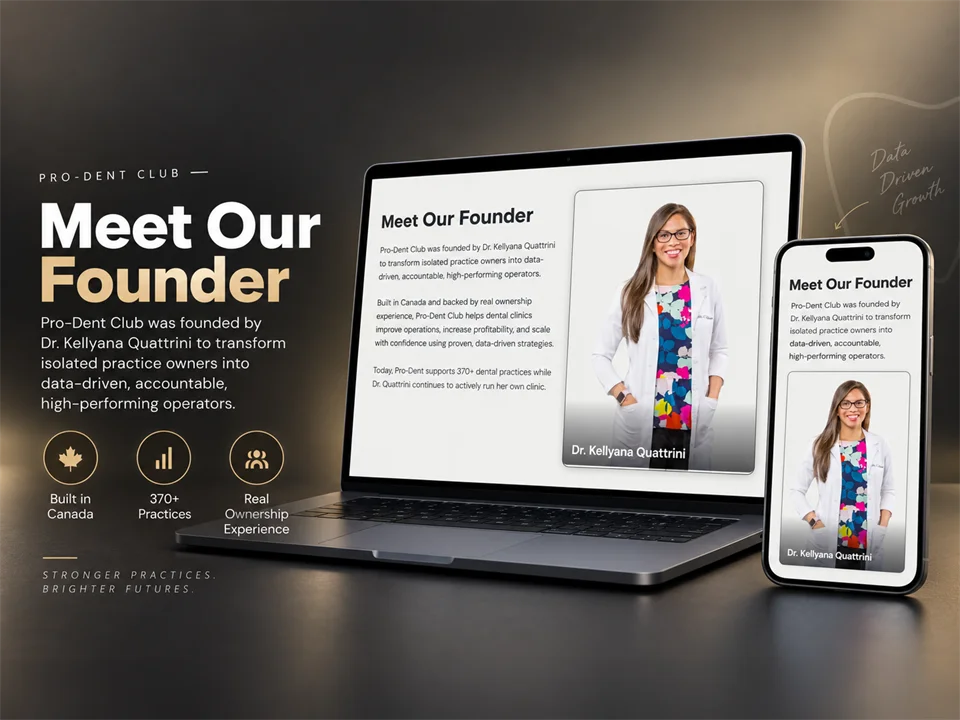 PRO-DENT CLUB
Meet Our
Founder
Pro-Dent Club was founded by
Dr. Kellyana Quattrini to transform
isolated practice owners into
data-driven, accountable,
high-performing operators.
Built in
Canada
370+
Practices
Real
Ownership
Experience
STRONGER PRACTICES.
BRIGHTER FUTURES.
Meet Our Founder
Pro-Dent Club was founded by Dr. Kellyana Quattrini
to transform isolated practice owners into data-
driven, accountable, high-performing operators.
Built in Canada and backed by real ownership
experience, Pro-Dent Club helps dental clinics
improve operations, increase profitability, and scale
with confidence using proven, data-driven strategies.
Today, Pro-Dent supports 370+ dental practices while
Dr. Quattrini continues to actively run her own clinic.
Dr. Kellyana Quattrini
Data
Driven
Growth
Meet Our Founder
Pro-Dent Club was founded by
Dr. Kellyana Quattrini to transform
isolated practice owners into
data-driven, accountable,
high-performing operators.
Dr. Kellyana Quattrini